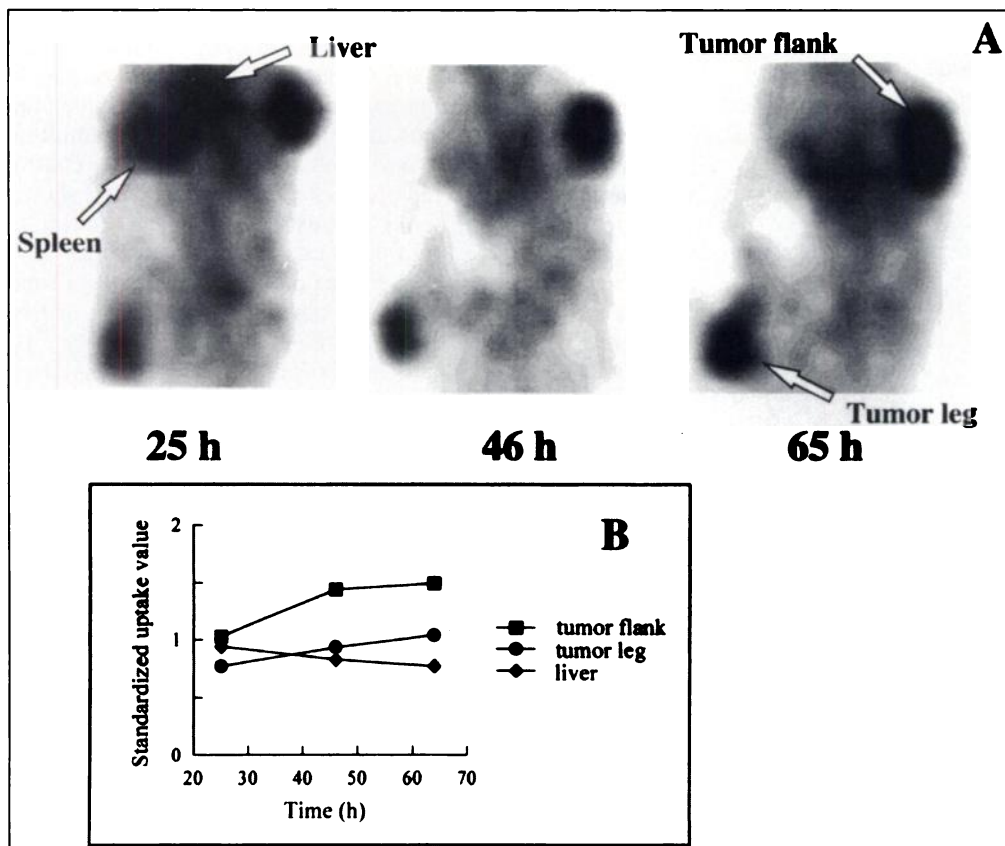 Liver
Tumor flank
A
Spleen
Tumor leg
25 h
46 h
65 h
B
Standardized uptake value
2
1
0
20 30 40 50 60 70
Time (h)
tumor flank
tumor leg
liver